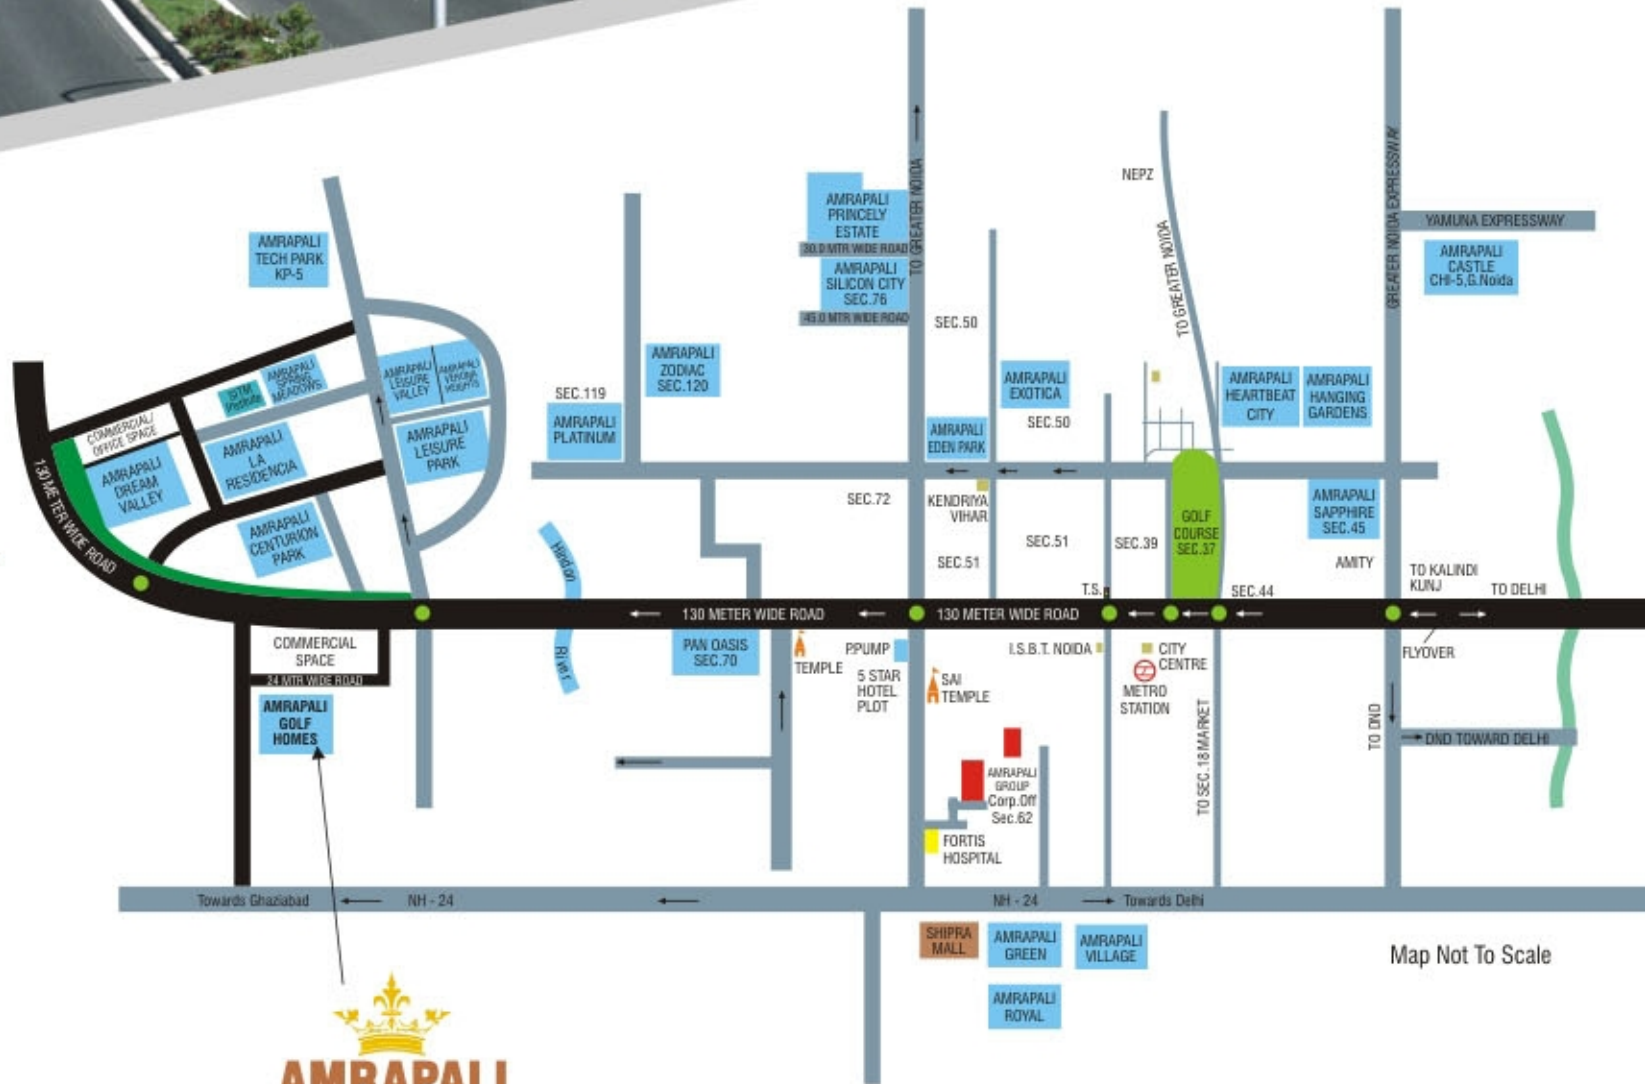 AMRAPALI
TECH PARK
KP-5
AMRAPALI
SPRING
MEADOWS
SITM
Institute
COMMERCIAL/
OFFICE SPACE
AMRAPALI
DREAM
VALLEY
AMRAPALI
LA
RESIDENCIA
AMRAPALI
CENTURION
PARK
AMRAPALI
LEISURE
VALLEY
AMRAPALI
VERONA
HEIGHTS
AMRAPALI
LEISURE
PARK
130 METER WIDE ROAD
COMMERCIAL
SPACE
24 MTR WIDE ROAD
AMRAPALI
GOLF
HOMES
Hindon
River
SEC.119
AMRAPALI
PLATINUM
AMRAPALI
ZODIAC
SEC.120
AMRAPALI
PRINCELY
ESTATE
30.0 MTR WIDE ROAD
AMRAPALI
SILICON CITY
SEC.76
45.0 MTR WIDE ROAD
TO GREATER NOIDA
SEC.50
AMRAPALI
EXOTICA
SEC.50
AMRAPALI
EDEN PARK
SEC.72
KENDRIYA
VIHAR
SEC.51
SEC.51
SEC.39
T.S.
NEPZ
TO GREATER NOIDA
GOLF
COURSE
SEC.37
AMRAPALI
HEARTBEAT
CITY
AMRAPALI
HANGING
GARDENS
GREATER NOIDA EXPRESSWAY
YAMUNA EXPRESSWAY
AMRAPALI
CASTLE
CHI-5,G.Noida
AMRAPALI
SAPPHIRE
SEC.45
AMITY
SEC.44
TO KALINDI
KUNJ
TO DELHI
130 METER WIDE ROAD
130 METER WIDE ROAD
FLYOVER
PAN OASIS
SEC.70
TEMPLE
P.PUMP
5 STAR
HOTEL
PLOT
SAI
TEMPLE
I.S.B.T. NOIDA
CITY
CENTRE
METRO
STATION
TO SEC.18 MARKET
TO DND
DND TOWARD DELHI
AMRAPALI
GROUP
Corp.Off
Sec.62
FORTIS
HOSPITAL
Towards Ghaziabad
NH - 24
NH - 24
Towards Delhi
SHIPRA
MALL
AMRAPALI
GREEN
AMRAPALI
VILLAGE
AMRAPALI
ROYAL
Map Not To Scale
AMRAPALI